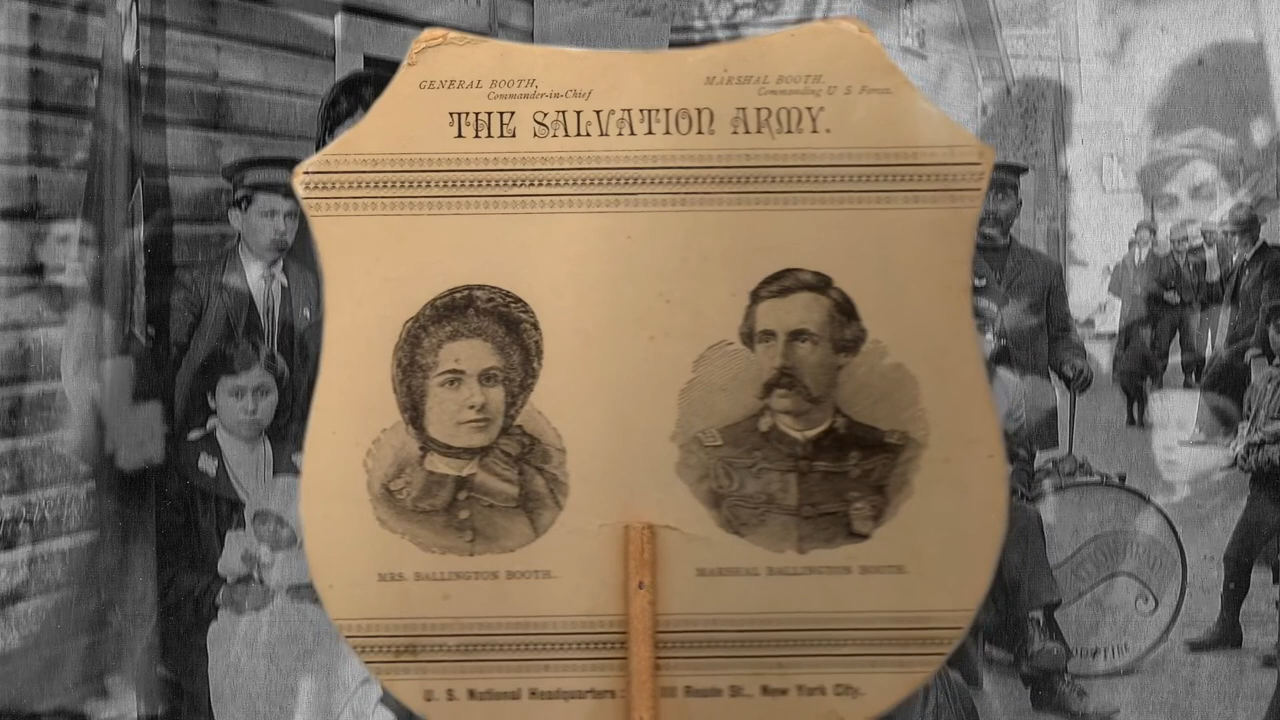 GENERAL BOOTH,
Commander-in-Chief
MARSHAL BOOTH.
Commanding U S Forces.
THE SALVATION ARMY.
MRS. BALLINGTON BOOTH.
MARSHAL BALLINGTON BOOTH.
U. S. National Headquarters: Reade St., New York City.